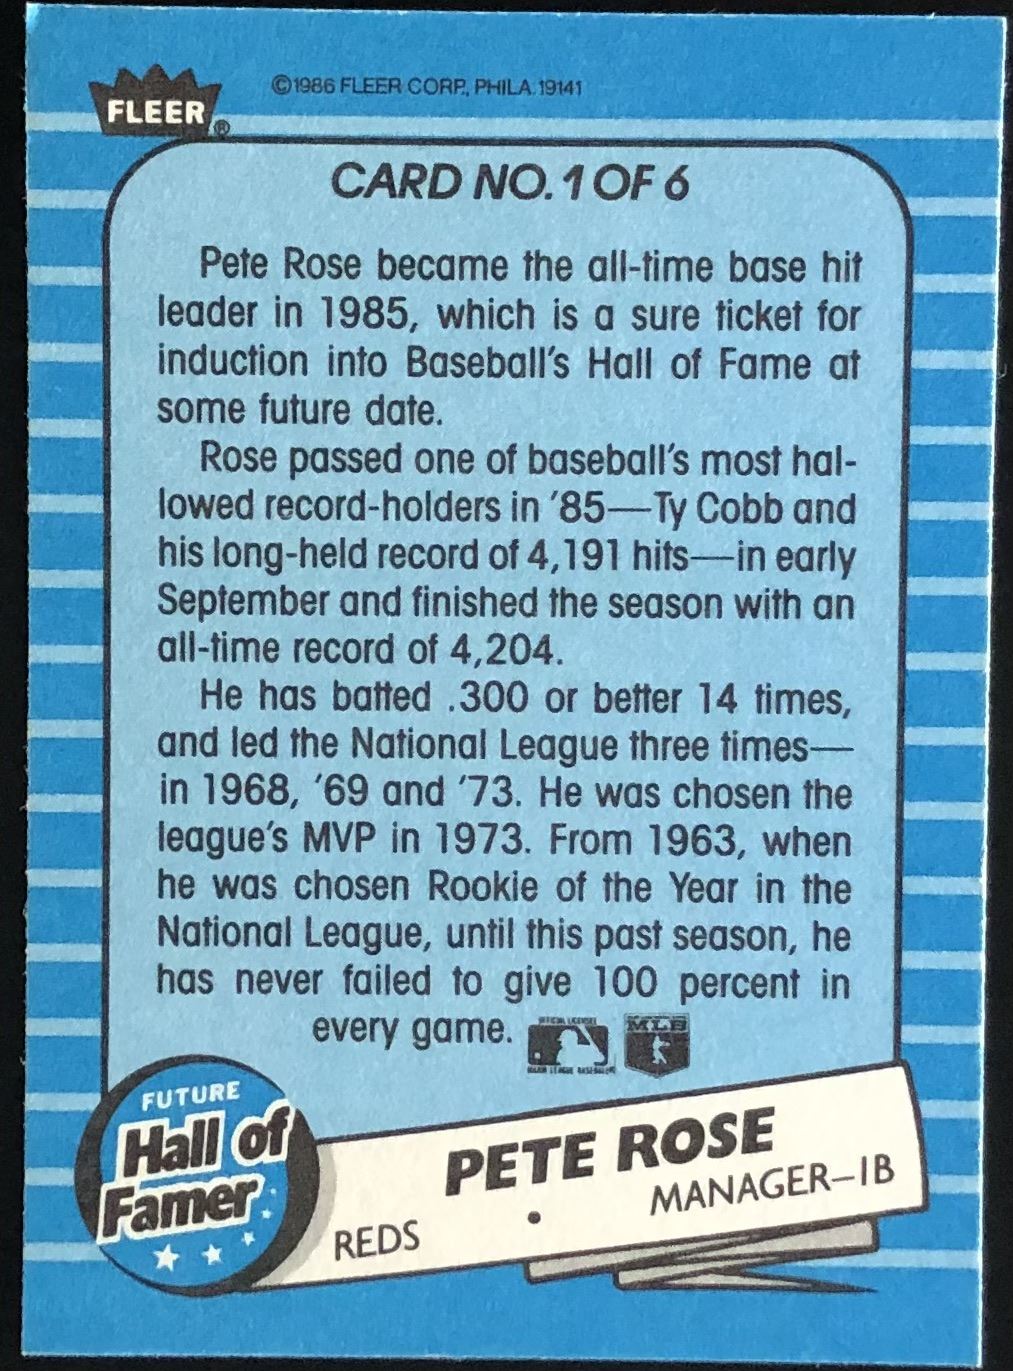 FLEER®
©1986 FLEER CORP., PHILA. 19141
CARD NO. 1 OF 6
Pete Rose became the all-time base hit
leader in 1985, which is a sure ticket for
induction into Baseball's Hall of Fame at
some future date.
Rose passed one of baseball's most hal-
lowed record-holders in '85—Ty Cobb and
his long-held record of 4,191 hits—in early
September and finished the season with an
all-time record of 4,204.
He has batted .300 or better 14 times,
and led the National League three times—
in 1968, '69 and '73. He was chosen the
league's MVP in 1973. From 1963, when
he was chosen Rookie of the Year in the
National League, until this past season, he
has never failed to give 100 percent in
every game.
OFFICIAL LICENSEE
MAJOR LEAGUE BASEBALL
MLB
FUTURE
Hall of
Famer
PETE ROSE
REDS • MANAGER–1B